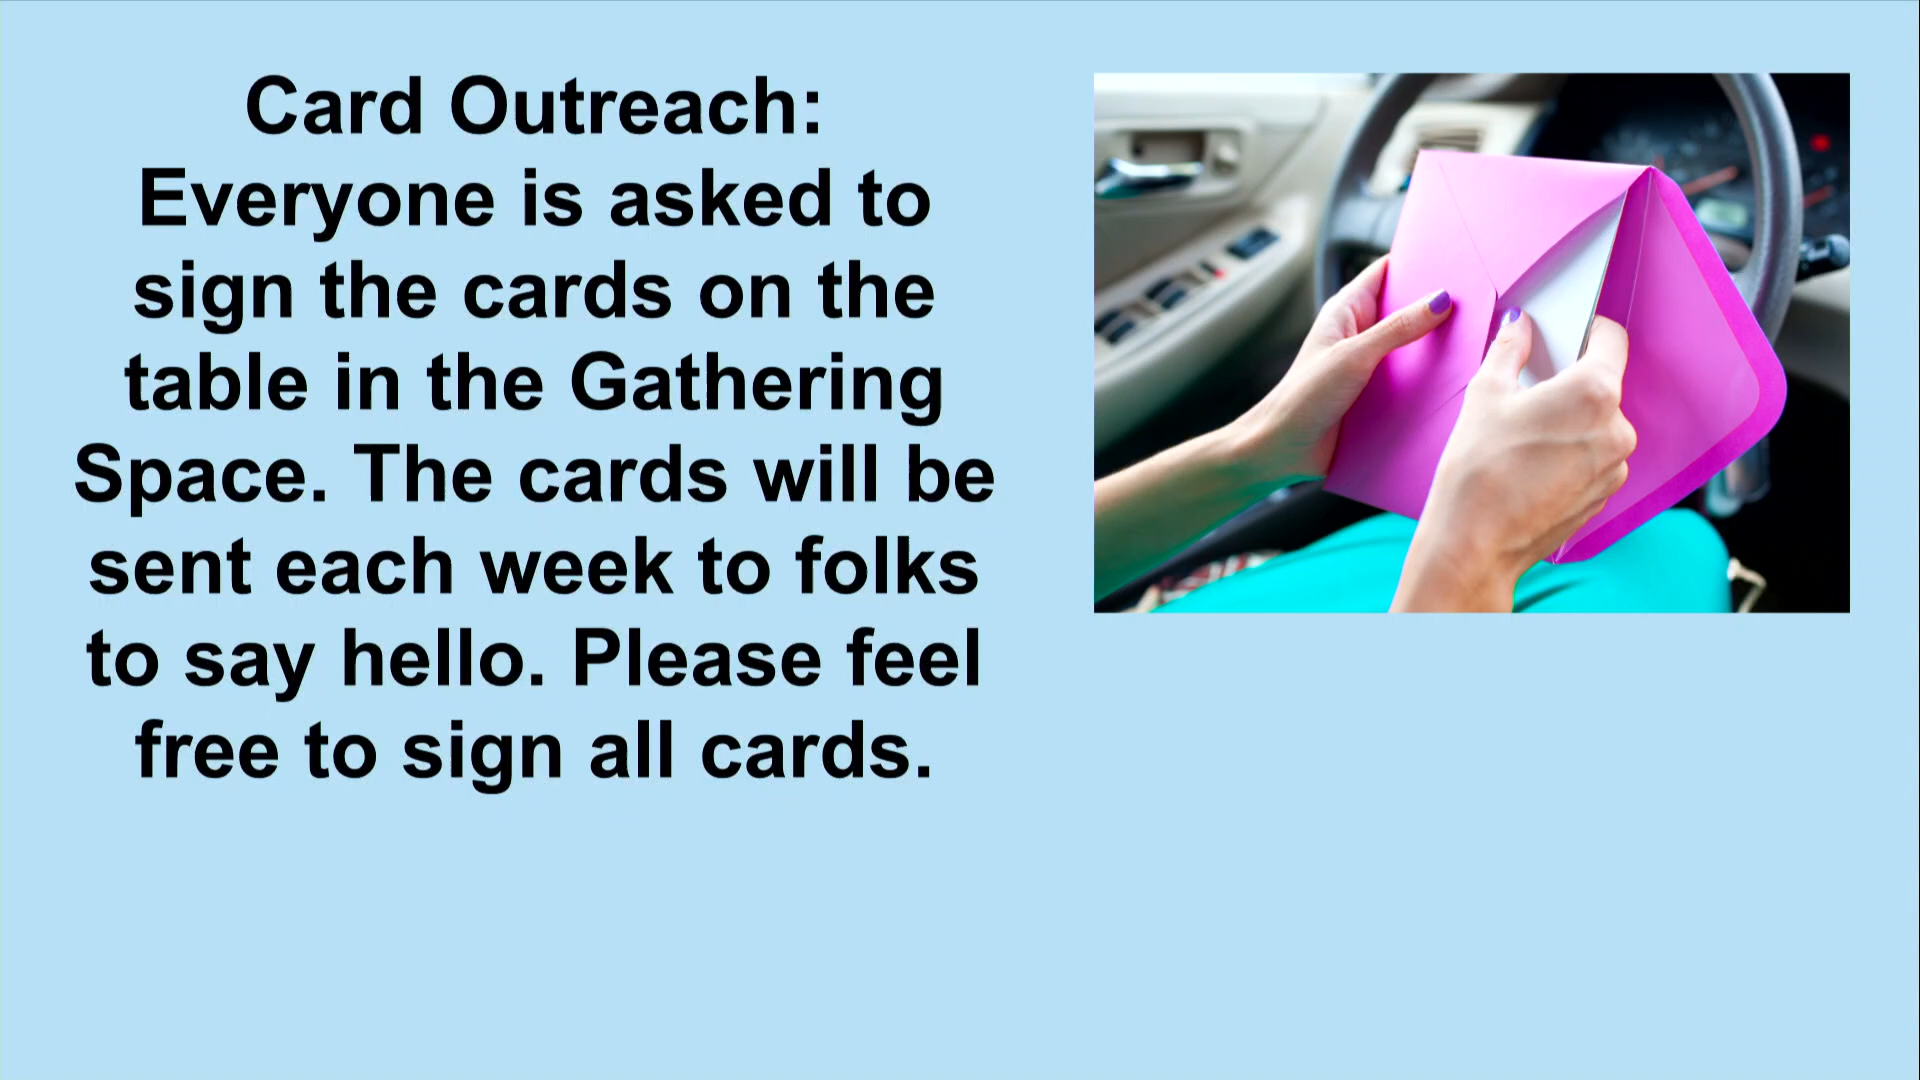 Card Outreach:
Everyone is asked to
sign the cards on the
table in the Gathering
Space. The cards will be
sent each week to folks
to say hello. Please feel
free to sign all cards.